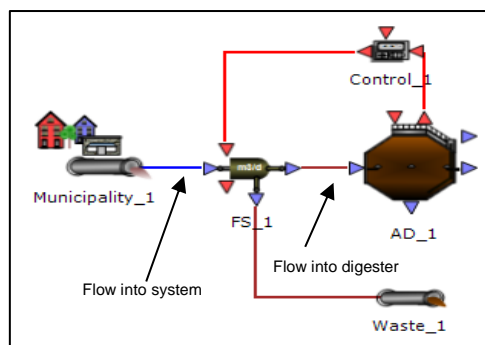 Control_1
m3/d
Municipality_1
FS_1
AD_1
Flow into system
Flow into digester
Waste_1